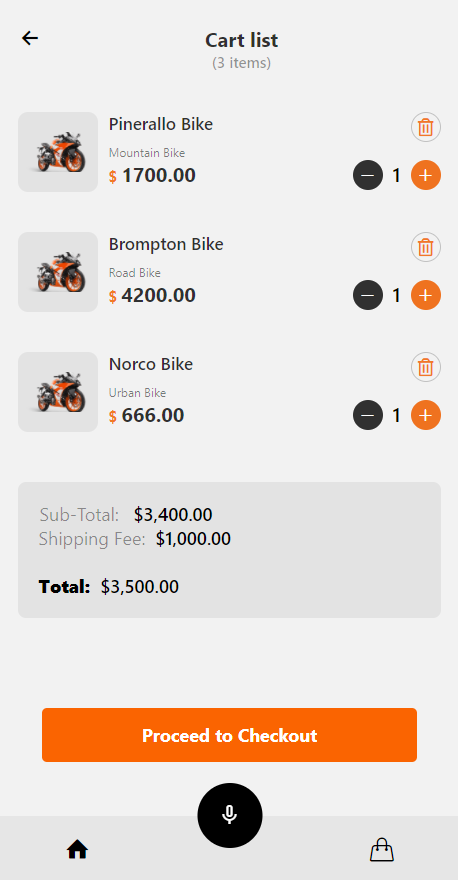 Cart list
(3 items)
Pinerallo Bike
Mountain Bike
$ 1700.00
1
Brompton Bike
Road Bike
$ 4200.00
1
Norco Bike
Urban Bike
$ 666.00
1
Sub-Total: $3,400.00
Shipping Fee: $1,000.00
Total: $3,500.00
Proceed to Checkout